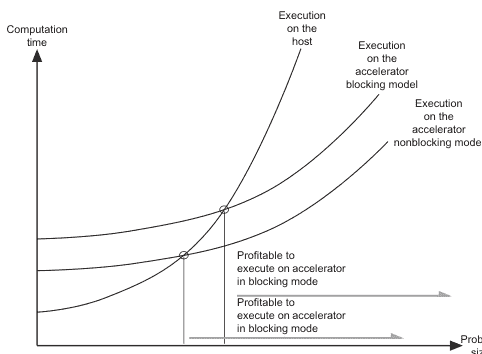 Computation
time
Execution
on the
host
Execution
on the
accelerator
blocking model
Execution
on the
accelerator
nonblocking mode
Profitable to
execute on accelerator
in blocking mode
Profitable to
execute on accelerator
in blocking mode